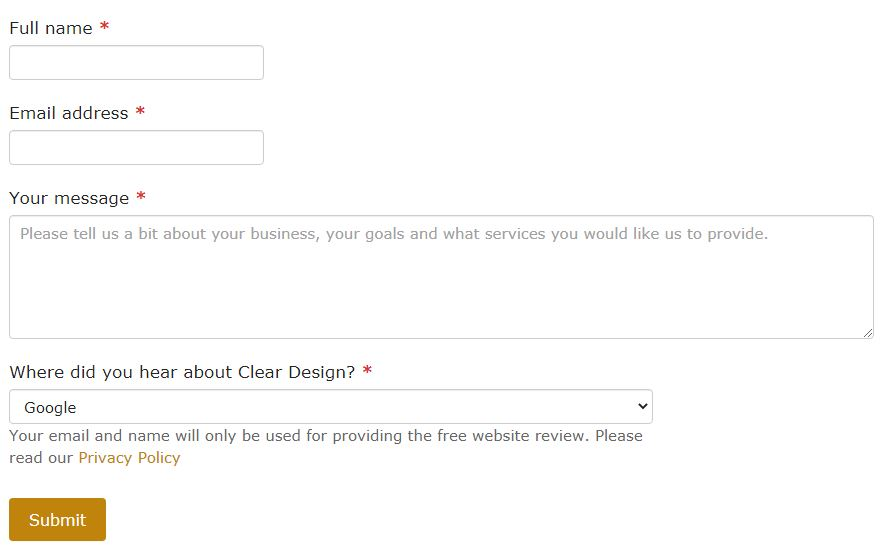 Full name *
Email address *
Your message *
Please tell us a bit about your business, your goals and what services you would like us to provide.
Where did you hear about Clear Design? *
Google
Your email and name will only be used for providing the free website review. Please
read our Privacy Policy
Submit